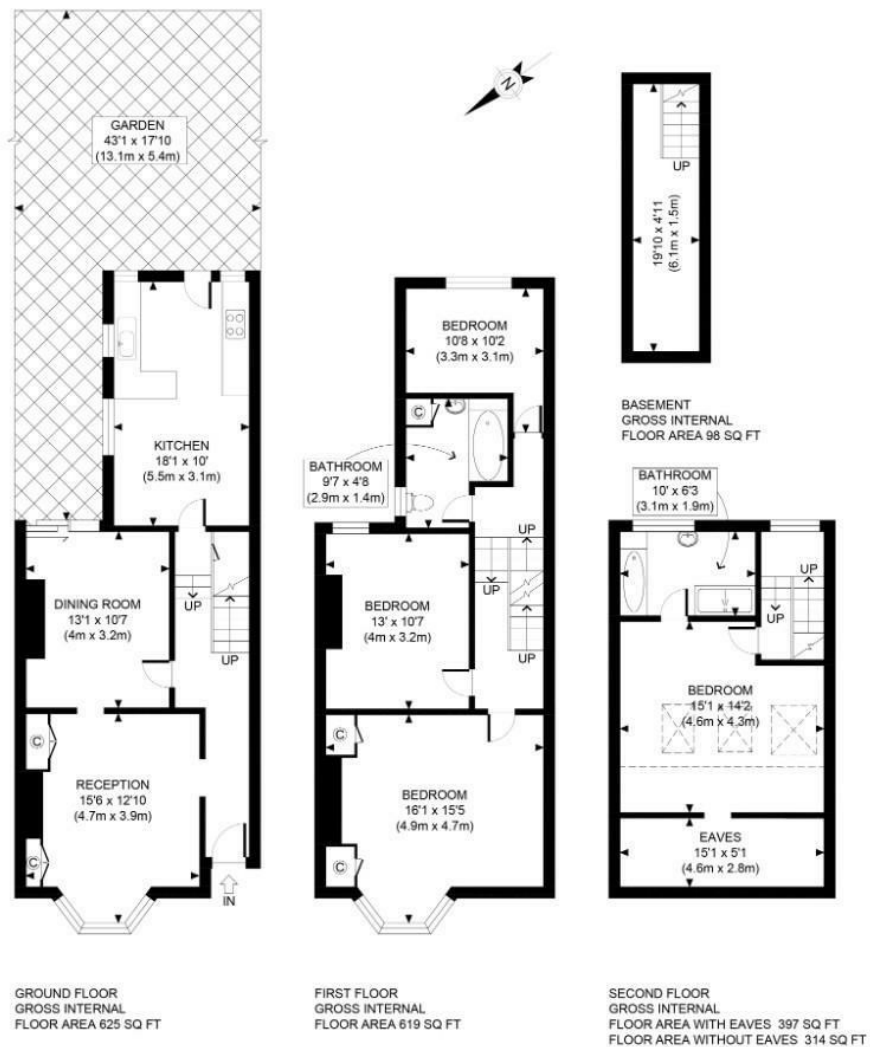 GARDEN
43'1 x 17'10
(13.1m x 5.4m)
N
UP
19'10 x 4'11
(6.1m x 1.5m)
BASEMENT
GROSS INTERNAL
FLOOR AREA 98 SQ FT
KITCHEN
18'1 x 10'
(5.5m x 3.1m)
UP
UP
DINING ROOM
13'1 x 10'7
(4m x 3.2m)
C
RECEPTION
15'6 x 12'10
(4.7m x 3.9m)
C
IN
GROUND FLOOR
GROSS INTERNAL
FLOOR AREA 625 SQ FT
BEDROOM
10'8 x 10'2
(3.3m x 3.1m)
C
BATHROOM
9'7 x 4'8
(2.9m x 1.4m)
UP
UP
UP
BEDROOM
13' x 10'7
(4m x 3.2m)
C
BEDROOM
16'1 x 15'5
(4.9m x 4.7m)
C
FIRST FLOOR
GROSS INTERNAL
FLOOR AREA 619 SQ FT
BATHROOM
10' x 6'3
(3.1m x 1.9m)
UP
UP
BEDROOM
15'1 x 14'2
(4.6m x 4.3m)
EAVES
15'1 x 5'1
(4.6m x 2.8m)
SECOND FLOOR
GROSS INTERNAL
FLOOR AREA WITH EAVES 397 SQ FT
FLOOR AREA WITHOUT EAVES 314 SQ FT